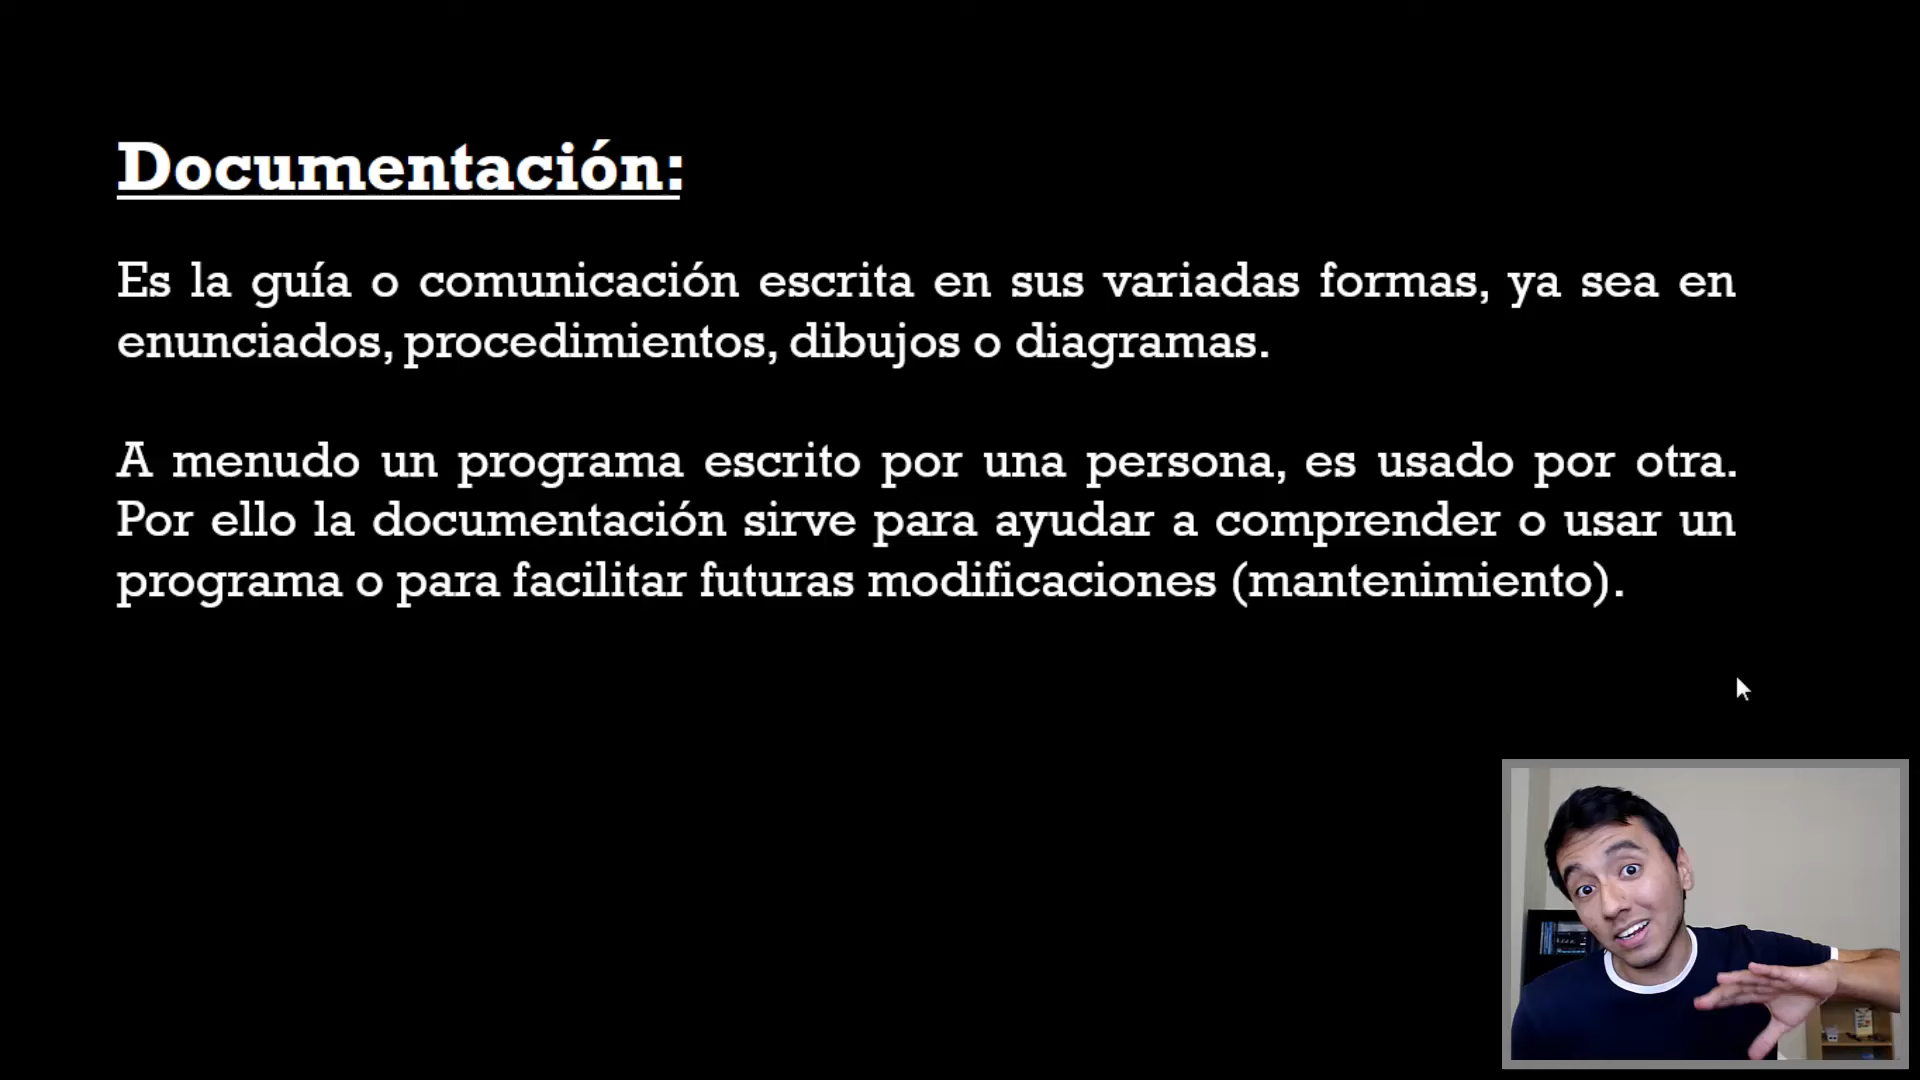 Documentación:
Es la guía o comunicación escrita en sus variadas formas, ya sea en
enunciados, procedimientos, dibujos o diagramas.
A menudo un programa escrito por una persona, es usado por otra.
Por ello la documentación sirve para ayudar a comprender o usar un
programa o para facilitar futuras modificaciones (mantenimiento).